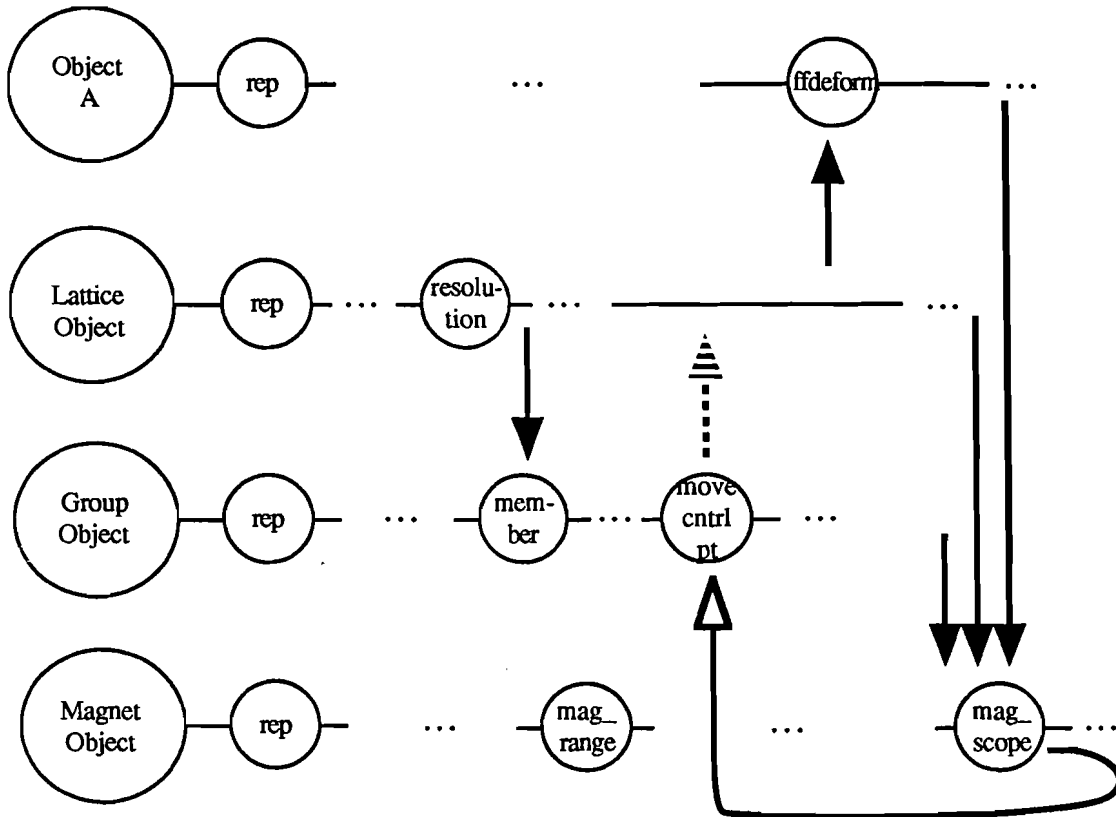 Object
A
rep
...
ffdeform
...
Lattice
Object
rep
...
resolu-
tion
...
...
Group
Object
rep
...
mem-
ber
...
move
cntrl
pt
...
Magnet
Object
rep
...
mag_
range
...
mag_
scope
...